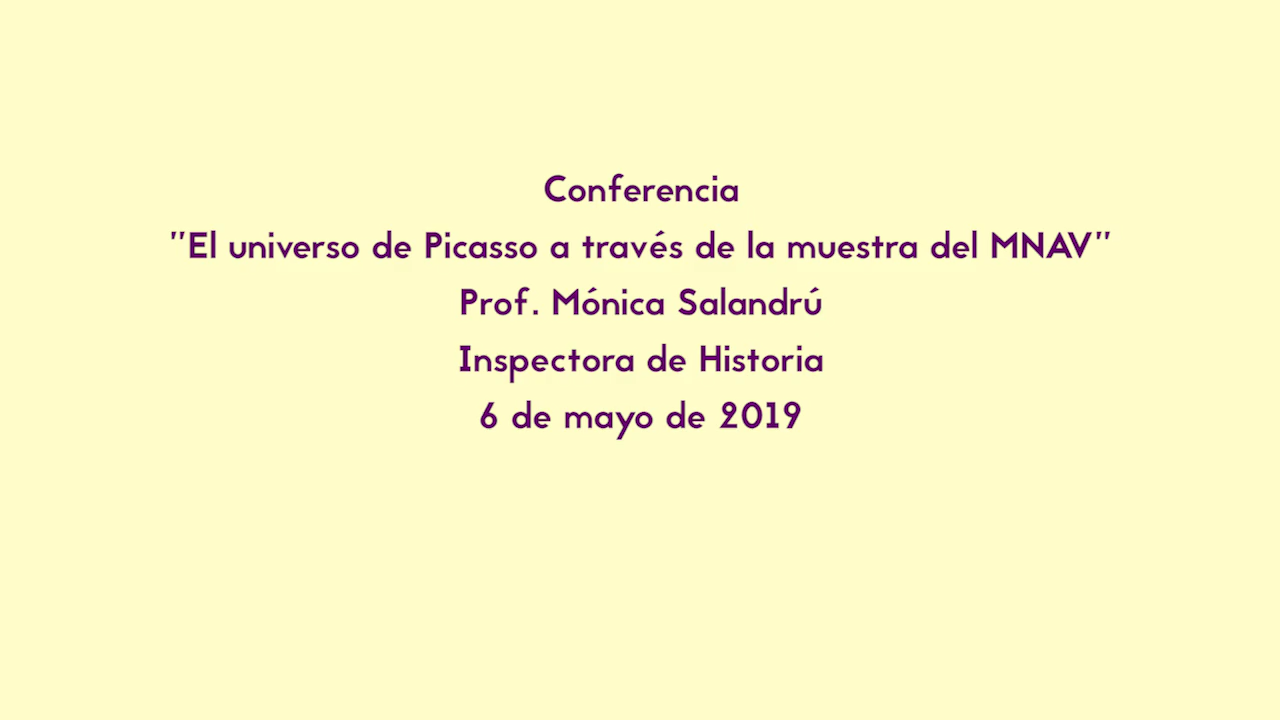 Conferencia
"El universo de Picasso a través de la muestra del MNAV"
Prof. Mónica Salandrú
Inspectora de Historia
6 de mayo de 2019